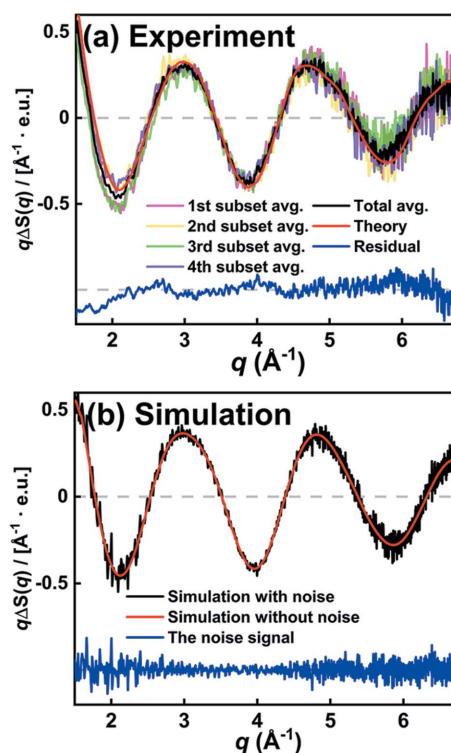 (a) Experiment
0.5
0
-0.5
qΔS(q) / [Å⁻¹ · e.u.]
1st subset avg.
2nd subset avg.
3rd subset avg.
4th subset avg.
Total avg.
Theory
Residual
2 3 4 5 6
q (Å⁻¹)
(b) Simulation
0.5
0
-0.5
qΔS(q) / [Å⁻¹ · e.u.]
Simulation with noise
Simulation without noise
The noise signal
2 3 4 5 6
q (Å⁻¹)